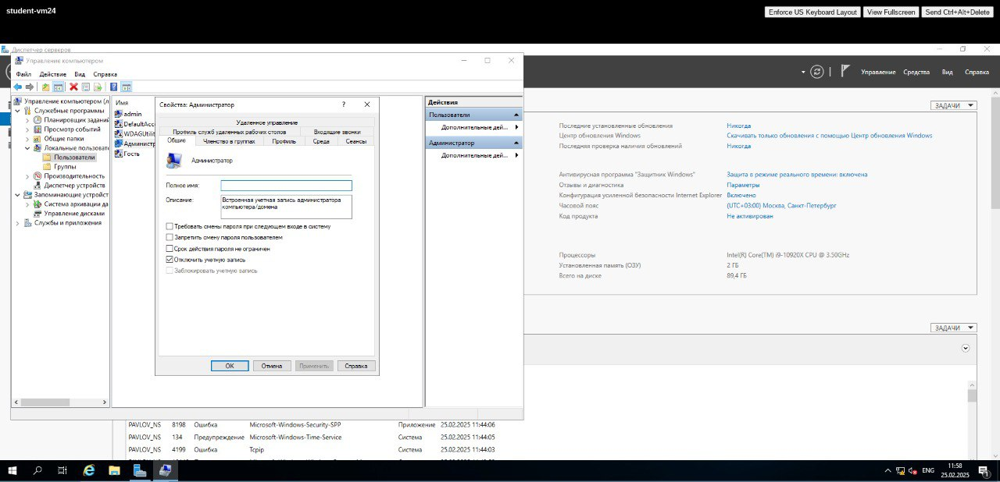 student-vm24
Enforce US Keyboard Layout
View Fullscreen
Send Ctrl+Alt+Delete
Диспетчер серверов
Управление
Средства
Вид
Справка
Управление компьютером
Файл Действие Вид Справка
Управление компьютером (л
Служебные программы
Планировщик заданий
Просмотр событий
Общие папки
Локальные пользоват
Пользователи
Группы
Производительность
Диспетчер устройств
Запоминающие устройст
Система архивации да
Управление дисками
Службы и приложения
Имя
admin
DefaultAcc
WDAGUtili
Админист
Гость
Свойства: Администратор
?
Удаленное управление
Профиль служб удаленных рабочих столов
Входящие звонки
Общие
Членство в группах
Профиль
Среда
Сеансы
Администратор
Полное имя:
Описание:
Встроенная учетная запись администратора
компьютера/домена
Требовать смены пароля при следующем входе в систему
Запретить смену пароля пользователем
Срок действия пароля не ограничен
Отключить учетную запись
Заблокировать учетную запись
ОК
Отмена
Применить
Справка
Действия
Пользователи
Дополнительные дей...
Администратор
Дополнительные дей...
ЗАДАЧИ
Последние установленные обновления Никогда
Центр обновления Windows Скачивать только обновления с помощью Центр обновления Windows
Последняя проверка наличия обновлений Никогда
Антивирусная программа "Защитник Windows" Защита в режиме реального времени: включена
Отзывы и диагностика Параметры
Конфигурация усиленной безопасности Internet Explorer Включено
Часовой пояс (UTC+03:00) Москва, Санкт-Петербург
Код продукта Не активирован
Процессоры Intel(R) Core(TM) i9-10920X CPU @ 3.50GHz
Установленная память (ОЗУ) 2 ГБ
Всего на диске 89,4 ГБ
ЗАДАЧИ
PAVLOV_NS 8198 Ошибка Microsoft-Windows-Security-SPP Приложение 25.02.2025 11:44:06
PAVLOV_NS 134 Предупреждение Microsoft-Windows-Time-Service Система 25.02.2025 11:44:05
PAVLOV_NS 4199 Ошибка Tcpip Система 25.02.2025 11:44:03
ENG
11:58
25.02.2025
1